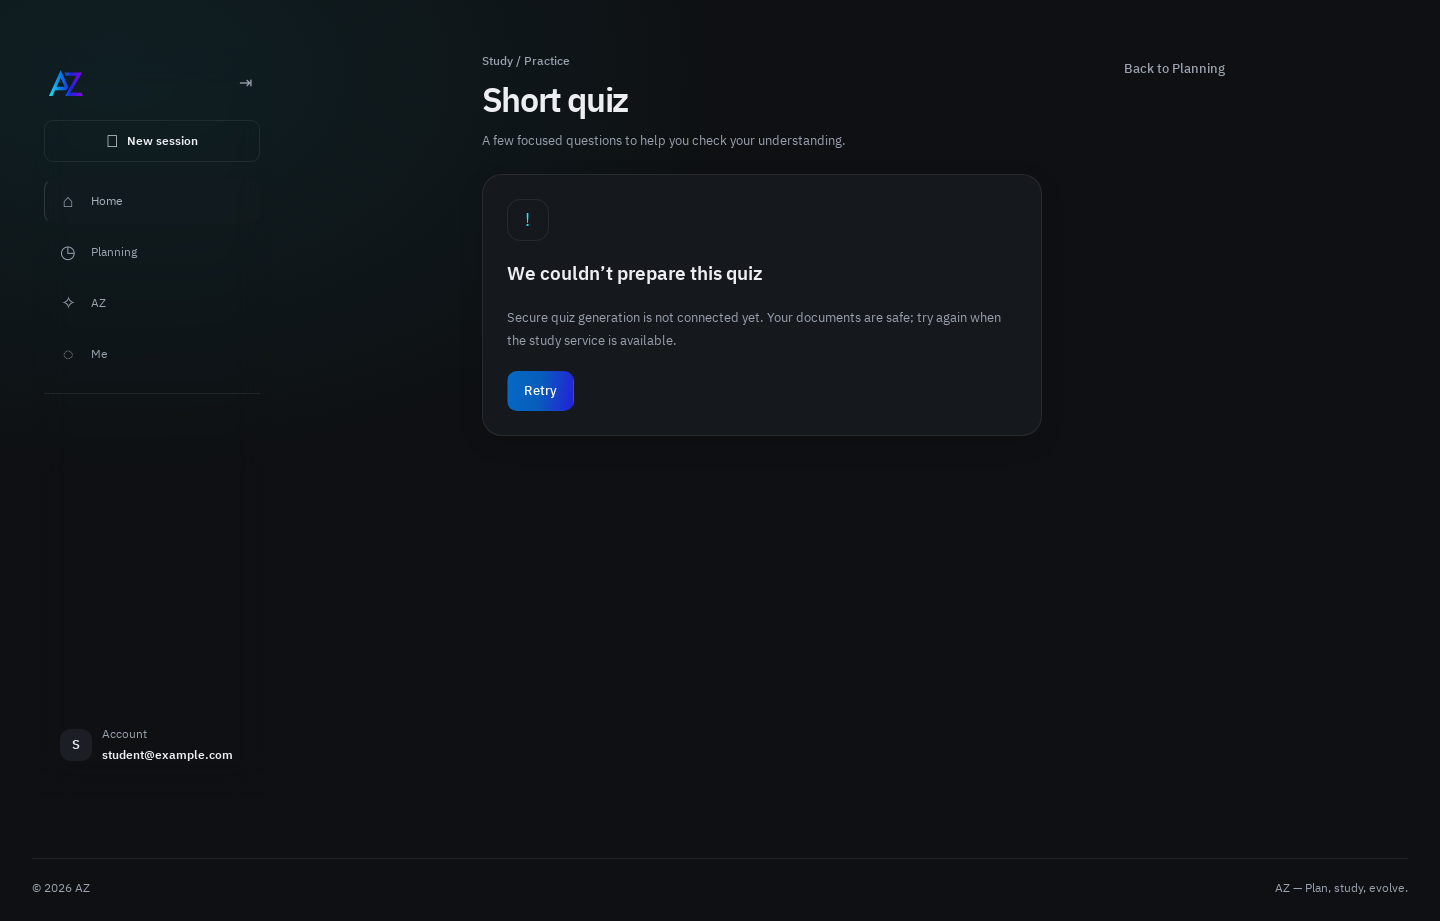 AZ
New session
Home
Planning
AZ
Me
Account
S
student@example.com
Study / Practice
Short quiz
A few focused questions to help you check your understanding.
Back to Planning
!
We couldn’t prepare this quiz
Secure quiz generation is not connected yet. Your documents are safe; try again when
the study service is available.
Retry
© 2026 AZ
AZ — Plan, study, evolve.